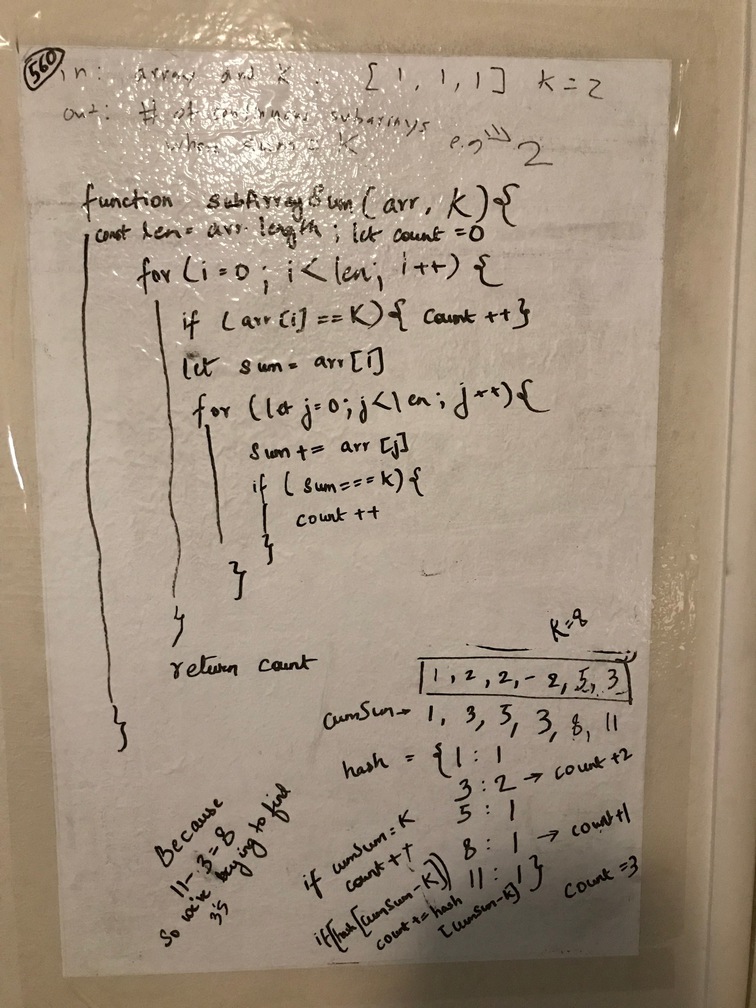 560
in: array and k : [1, 1, 1] k=2
out: # of continuous subarrays
where sum = K e.g. 2
function subArraySum(arr, K){
const len= arr.length; let count =0
for (i=0; i<len; i++) {
if (arr[i] == K){ count ++}
let sum= arr[i]
for (let j=0; j<len; j++){
sum+= arr[j]
if (sum===K){
count ++
}
}
}
return count
}
K=8
1, 2, 2, -2, 5, 3
cumSum→ 1, 3, 5, 3, 8, 11
hash = {1 : 1
3 : 2 → count+2
5 : 1
8 : 1 → count+1
11 : 1}
count =3
if cumSum=K
count++
if(hash[cumSum-K])
count+=hash
[cumSum-K]
Because
11-3=8
So we're trying to find
3's